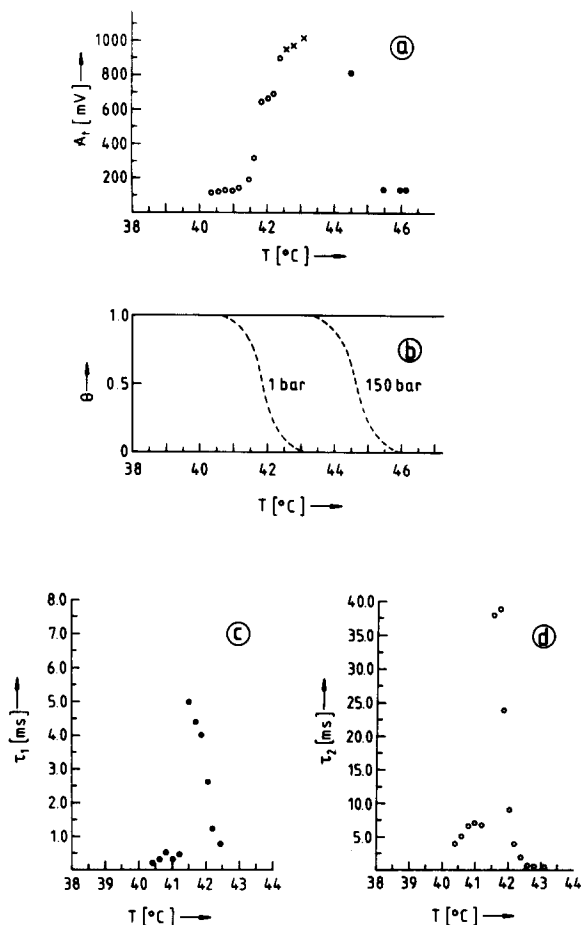 1000
800
600
400
200
A_t [mV]
ⓐ
38 40 42 44 46
T [°C]
1.0
0.5
0
θ
1 bar
150 bar
ⓑ
38 40 42 44 46
T [°C]
8.0
7.0
6.0
5.0
4.0
3.0
2.0
1.0
τ₁ [ms]
ⓒ
38 39 40 41 42 43 44
T [°C]
40.0
35.0
30.0
25.0
20.0
15.0
10.0
5.0
τ₂ [ms]
ⓓ
38 39 40 41 42 43 44
T [°C]